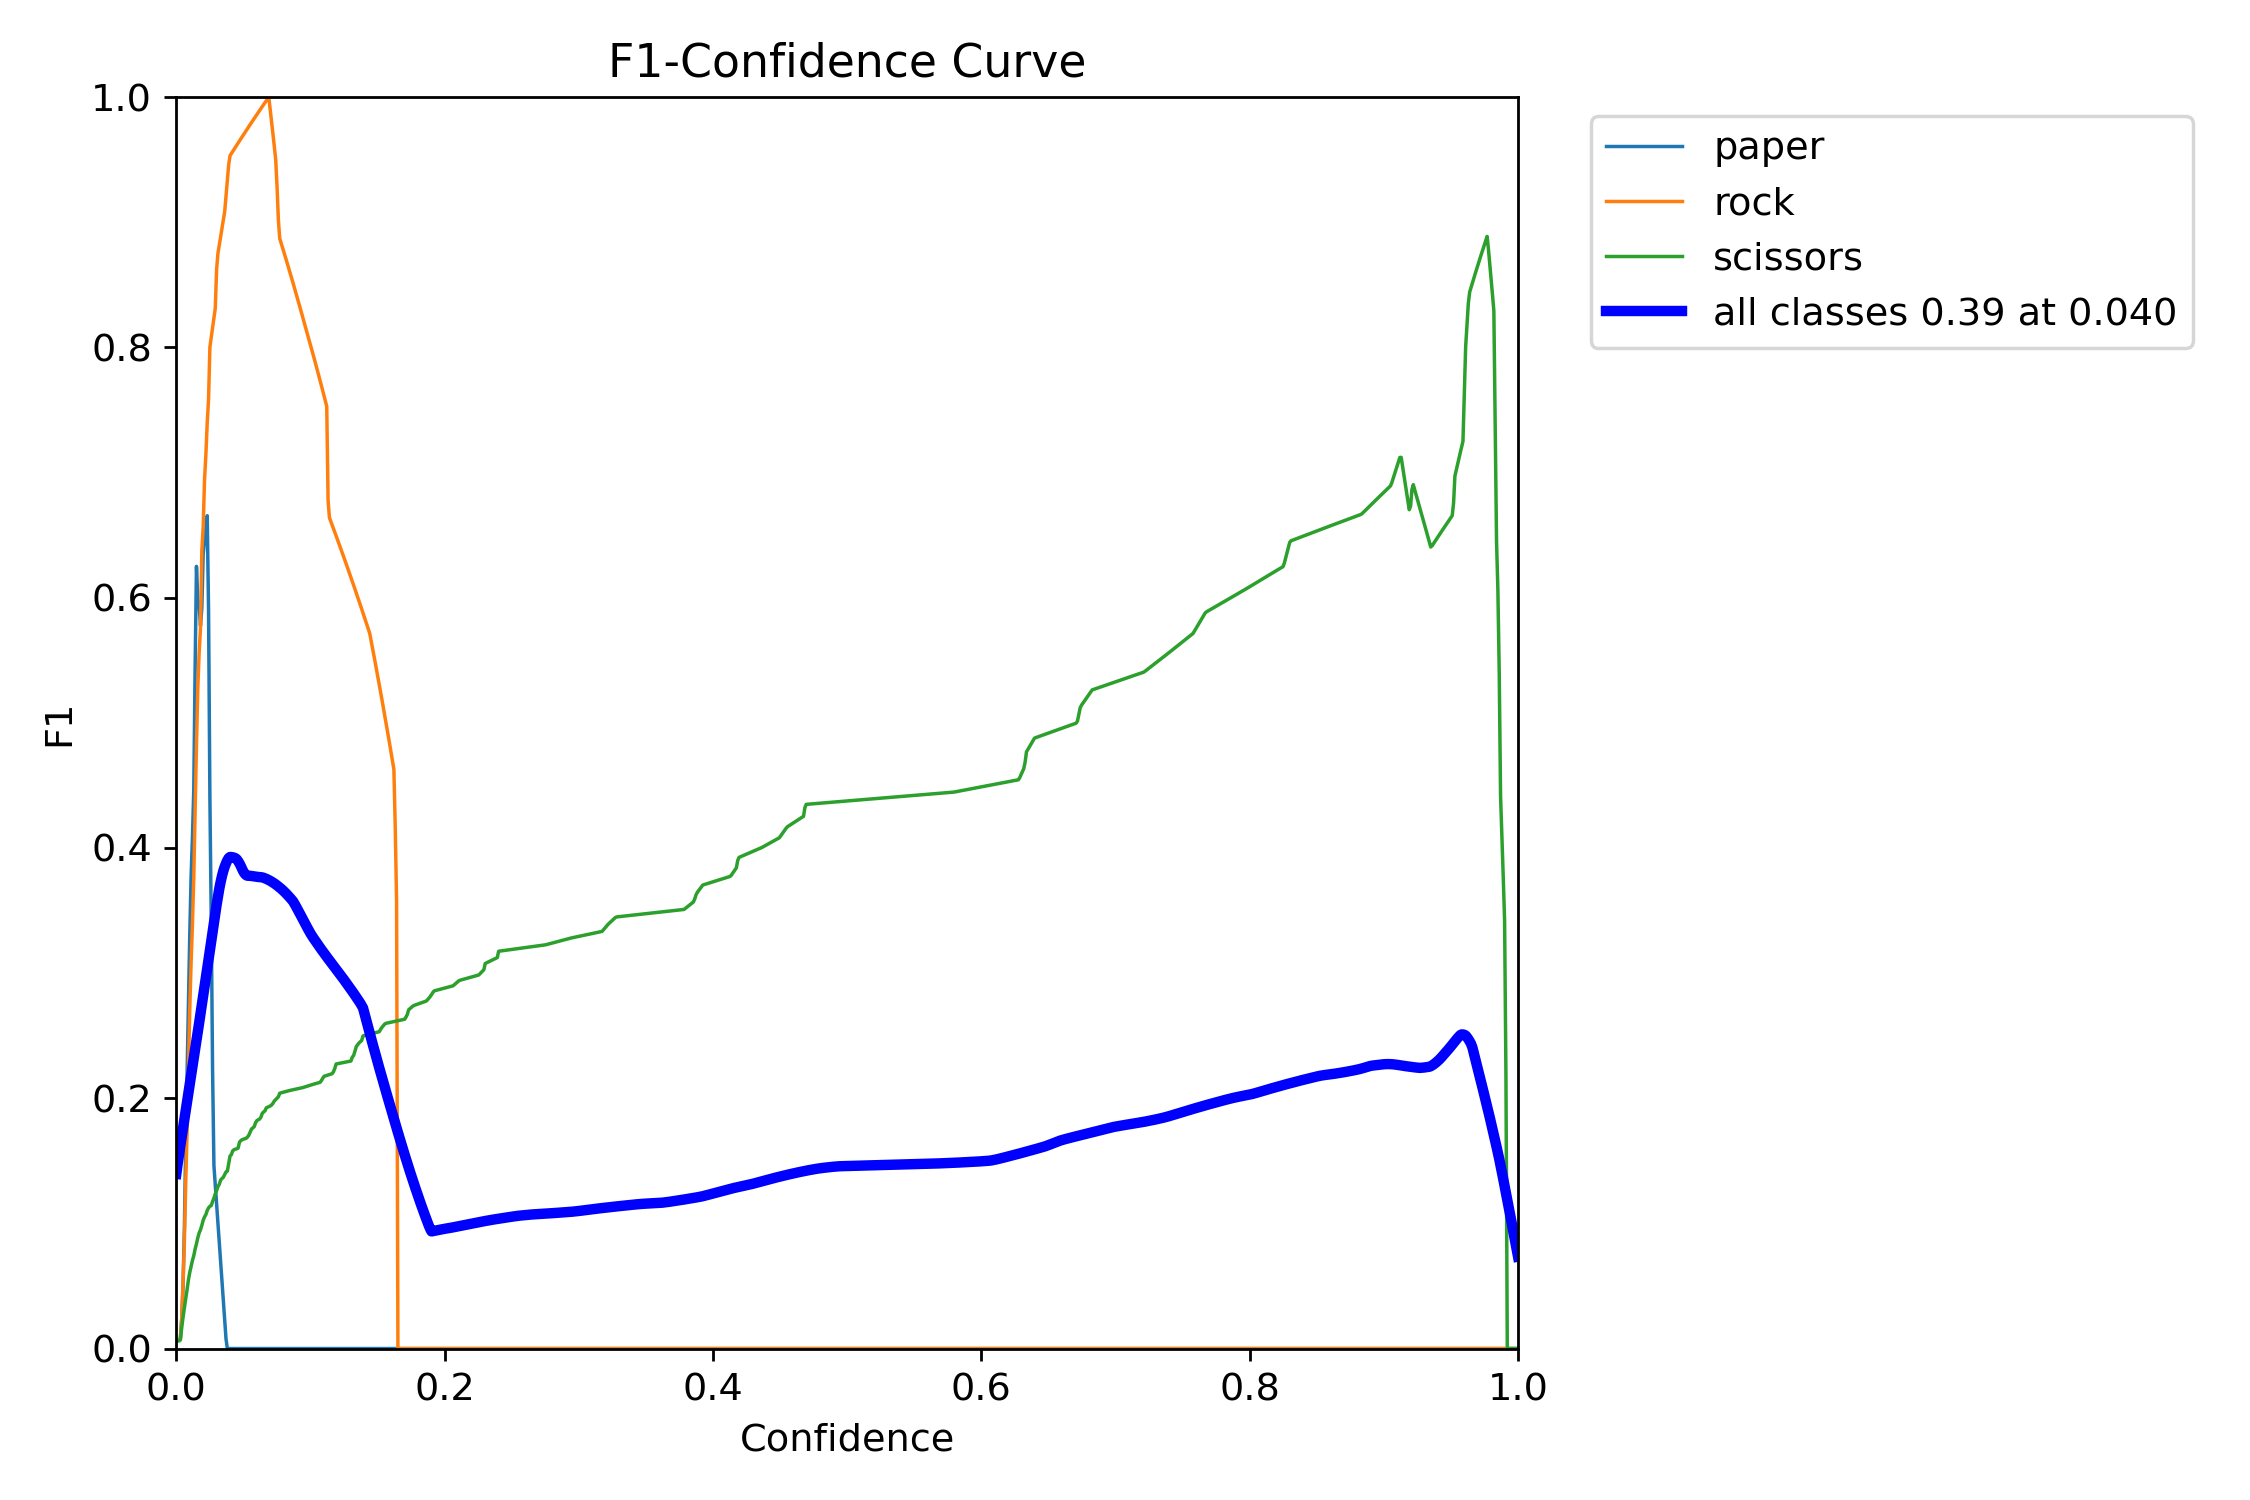 F1-Confidence Curve
1.0
0.8
0.6
0.4
0.2
0.0
F1
0.0 0.2 0.4 0.6 0.8 1.0
Confidence
paper
rock
scissors
all classes 0.39 at 0.040